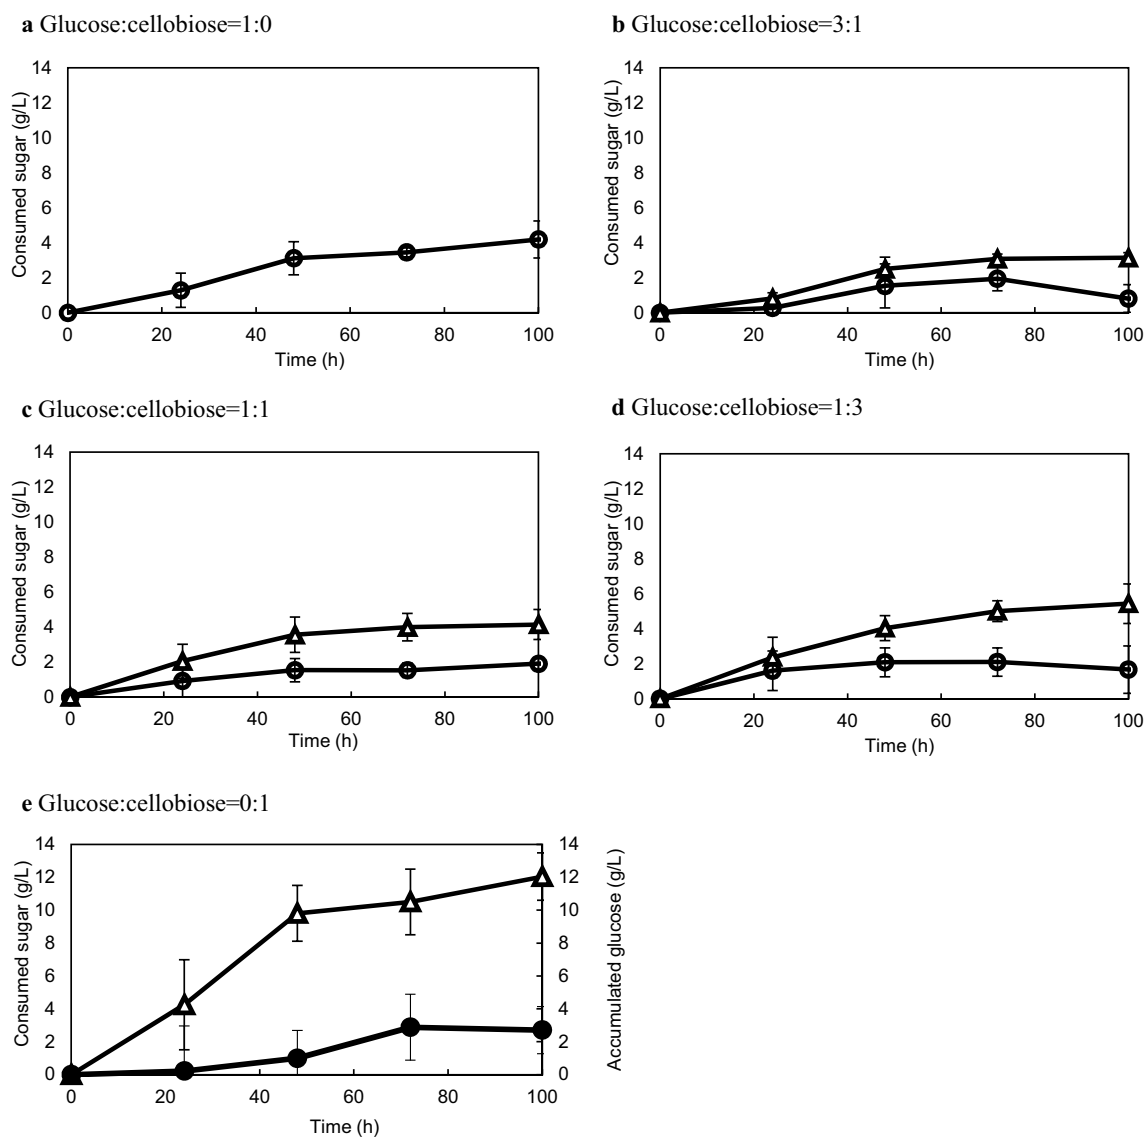 a Glucose:cellobiose=1:0
Consumed sugar (g/L)
14
12
10
8
6
4
2
0
0 20 40 60 80 100
Time (h)
b Glucose:cellobiose=3:1
Consumed sugar (g/L)
14
12
10
8
6
4
2
0
0 20 40 60 80 100
Time (h)
c Glucose:cellobiose=1:1
Consumed sugar (g/L)
14
12
10
8
6
4
2
0
0 20 40 60 80 100
Time (h)
d Glucose:cellobiose=1:3
Consumed sugar (g/L)
14
12
10
8
6
4
2
0
0 20 40 60 80 100
Time (h)
e Glucose:cellobiose=0:1
Consumed sugar (g/L)
14
12
10
8
6
4
2
0
0 20 40 60 80 100
Time (h)
14
12
10
8
6
4
2
0
Accumulated glucose (g/L)